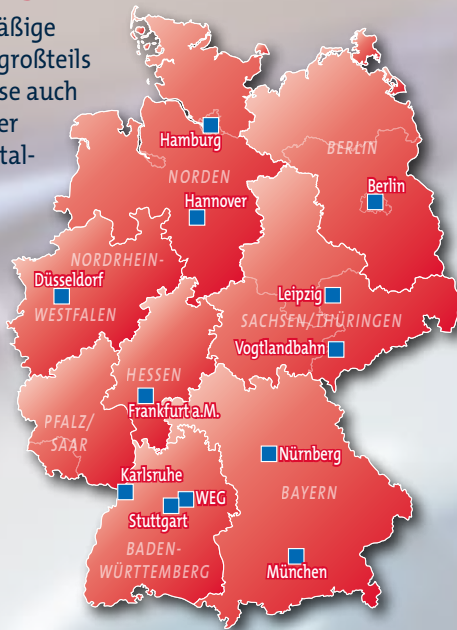 äßige
großteils
se auch
er
tal-
Hamburg
BERLIN
NORDEN
Berlin
Hannover
NORDRHEIN-
Düsseldorf
WESTFALEN
Leipzig
SACHSEN/THÜRINGEN
Vogtlandbahn
HESSEN
Frankfurt a.M.
PFALZ/
SAAR
Nürnberg
Karlsruhe
BAYERN
WEG
Stuttgart
BADEN-
WÜRTTEMBERG
München